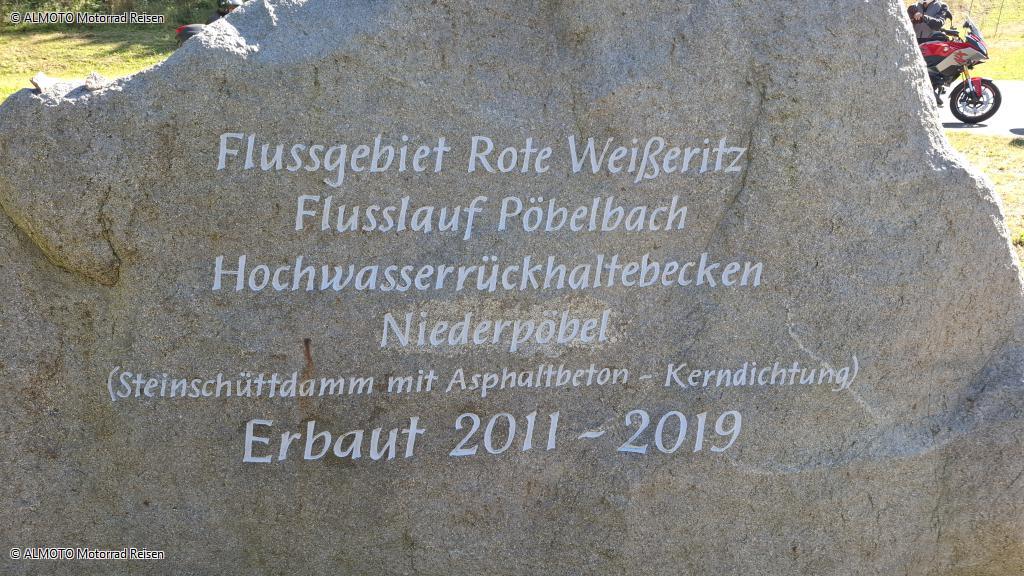 © ALMOTO Motorrad Reisen
Flussgebiet Rote Weißeritz
Flusslauf Pöbelbach
Hochwasserrückhaltebecken
Niederpöbel
(Steinschüttdamm mit Asphaltbeton - Kerndichtung)
Erbaut 2011 - 2019
© ALMOTO Motorrad Reisen